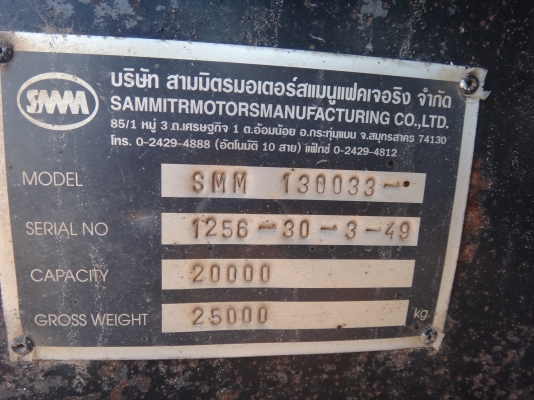 SMM
บริษัท สามมิตรมอเตอร์สแมนูแฟคเจอริง จำกัด
SAMMITRMOTORSMANUFACTURING CO.,LTD.
85/1 หมู่ 3 ถ.เศรษฐกิจ 1 ต.อ้อมน้อย อ.กระทุ่มแบน จ.สมุทรสาคร 74130
โทร. 0-2429-4888 (อัตโนมัติ 10 สาย) แฟ็กซ์ 0-2429-4812
MODEL SMM 130033-
SERIAL NO 1256-30-3-49
CAPACITY 20000
GROSS WEIGHT 25000 kg